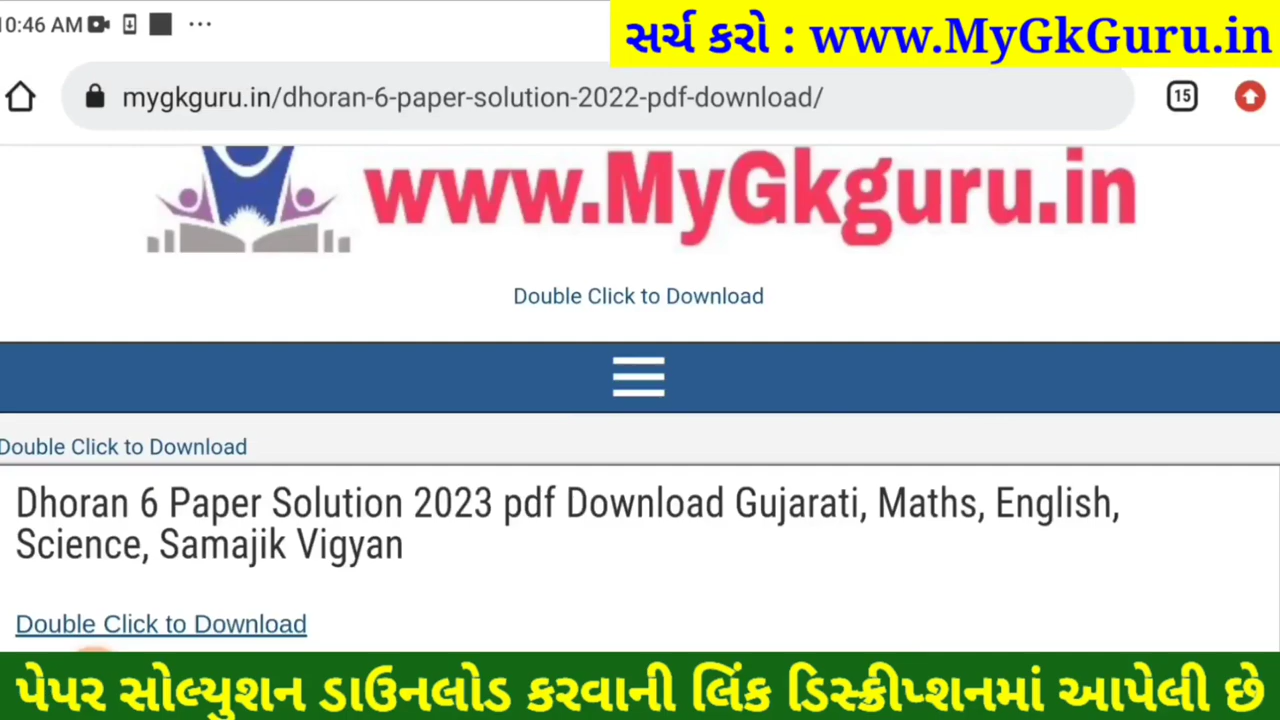 10:46 AM
સર્ચ કરો : www.MyGkGuru.in
mygkguru.in/dhoran-6-paper-solution-2022-pdf-download/
15
www.MyGkguru.in
Double Click to Download
Double Click to Download
Dhoran 6 Paper Solution 2023 pdf Download Gujarati, Maths, English,
Science, Samajik Vigyan
Double Click to Download
પેપર સોલ્યુશન ડાઉનલોડ કરવાની લિંક ડિસ્ક્રીપ્શનમાં આપેલી છે